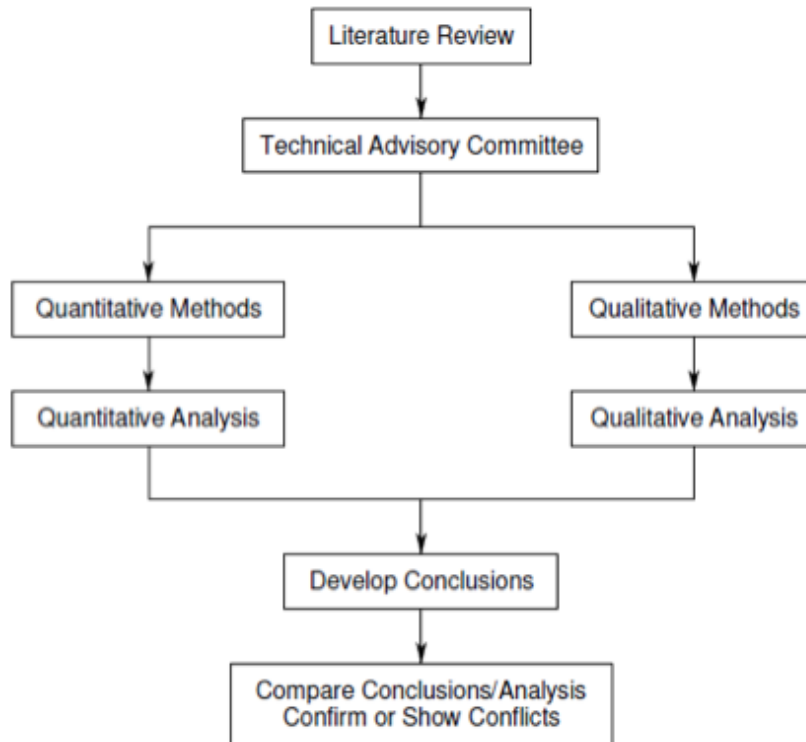 Literature Review
Technical Advisory Committee
Quantitative Methods
Qualitative Methods
Quantitative Analysis
Qualitative Analysis
Develop Conclusions
Compare Conclusions/Analysis
Confirm or Show Conflicts